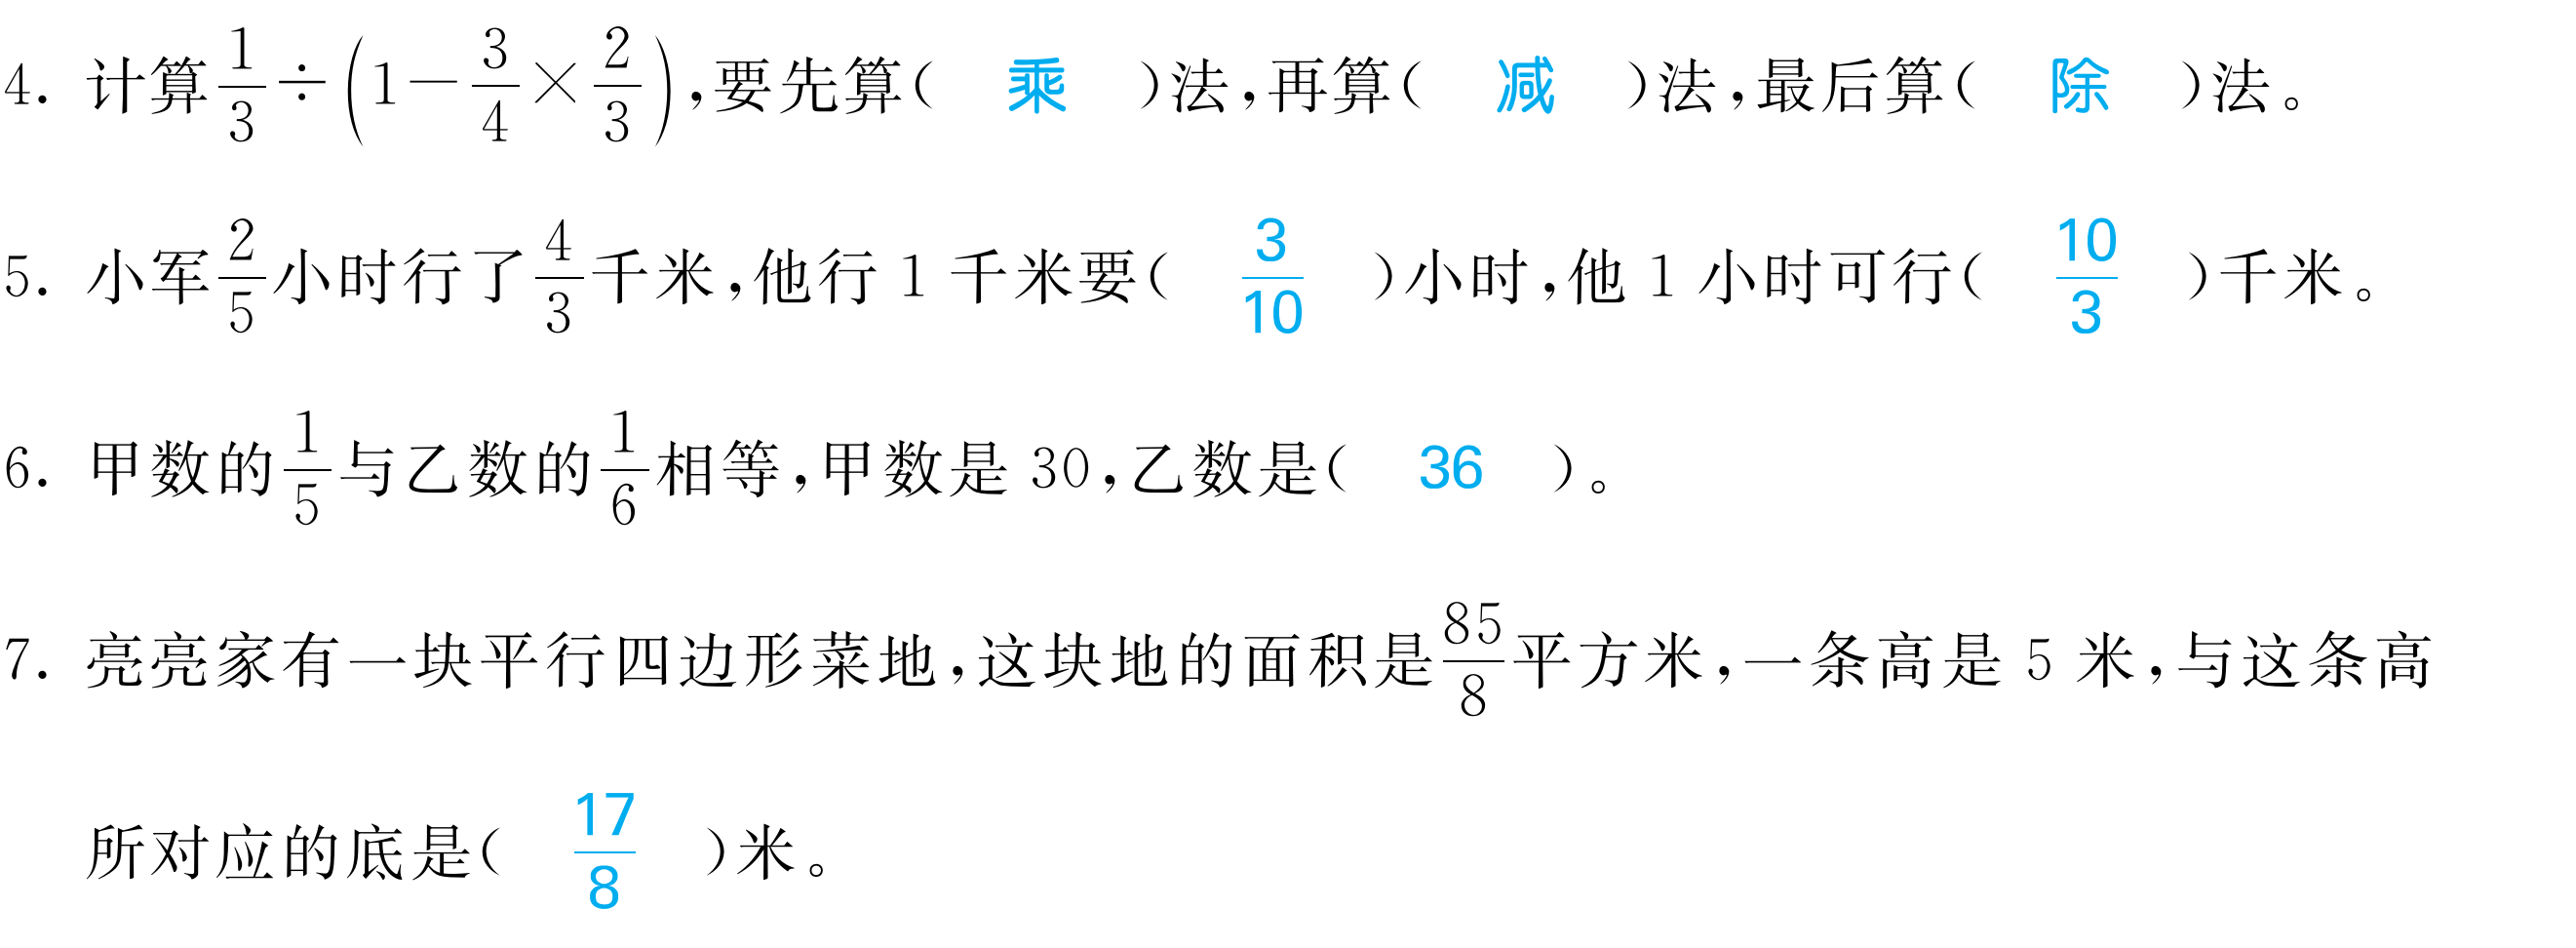 4. 计算 1/3 ÷ (1 − 3/4 × 2/3),要先算( 乘 )法,再算( 减 )法,最后算( 除 )法。
5. 小军 2/5 小时行了 4/3 千米,他行 1 千米要( 3/10 )小时,他 1 小时可行( 10/3 )千米。
6. 甲数的 1/5 与乙数的 1/6 相等,甲数是 30,乙数是( 36 )。
7. 亮亮家有一块平行四边形菜地,这块地的面积是 85/8 平方米,一条高是 5 米,与这条高
所对应的底是( 17/8 )米。